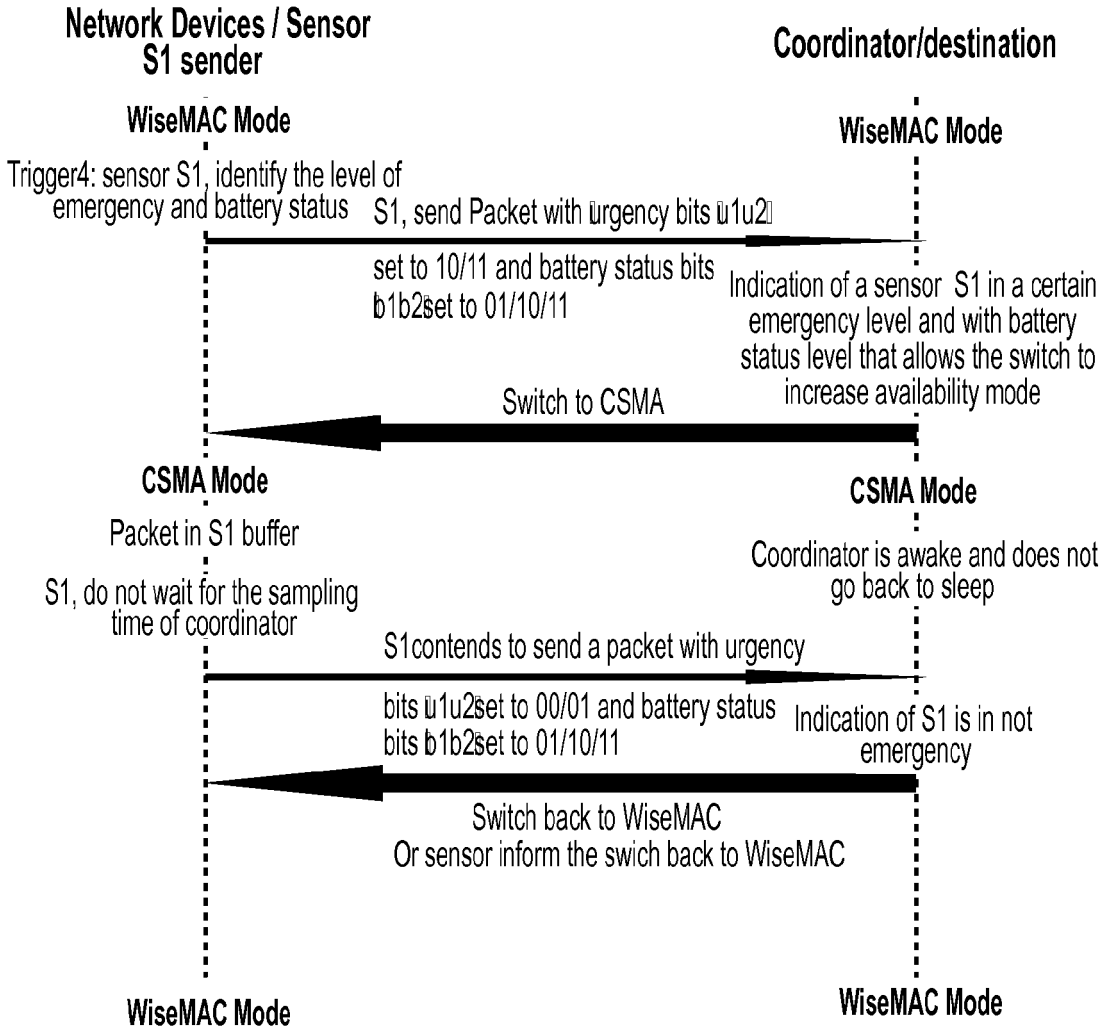 Network Devices / Sensor
S1 sender
Coordinator/destination
WiseMAC Mode
WiseMAC Mode
Trigger4: sensor S1, identify the level of
emergency and battery status
S1, send Packet with urgency bits u1u2
set to 10/11 and battery status bits
b1b2 set to 01/10/11
Indication of a sensor S1 in a certain
emergency level and with battery
status level that allows the switch to
increase availability mode
Switch to CSMA
CSMA Mode
CSMA Mode
Packet in S1 buffer
Coordinator is awake and does not
go back to sleep
S1, do not wait for the sampling
time of coordinator
S1contends to send a packet with urgency
bits u1u2 set to 00/01 and battery status
bits b1b2 set to 01/10/11
Indication of S1 is in not
emergency
Switch back to WiseMAC
Or sensor inform the swich back to WiseMAC
WiseMAC Mode
WiseMAC Mode